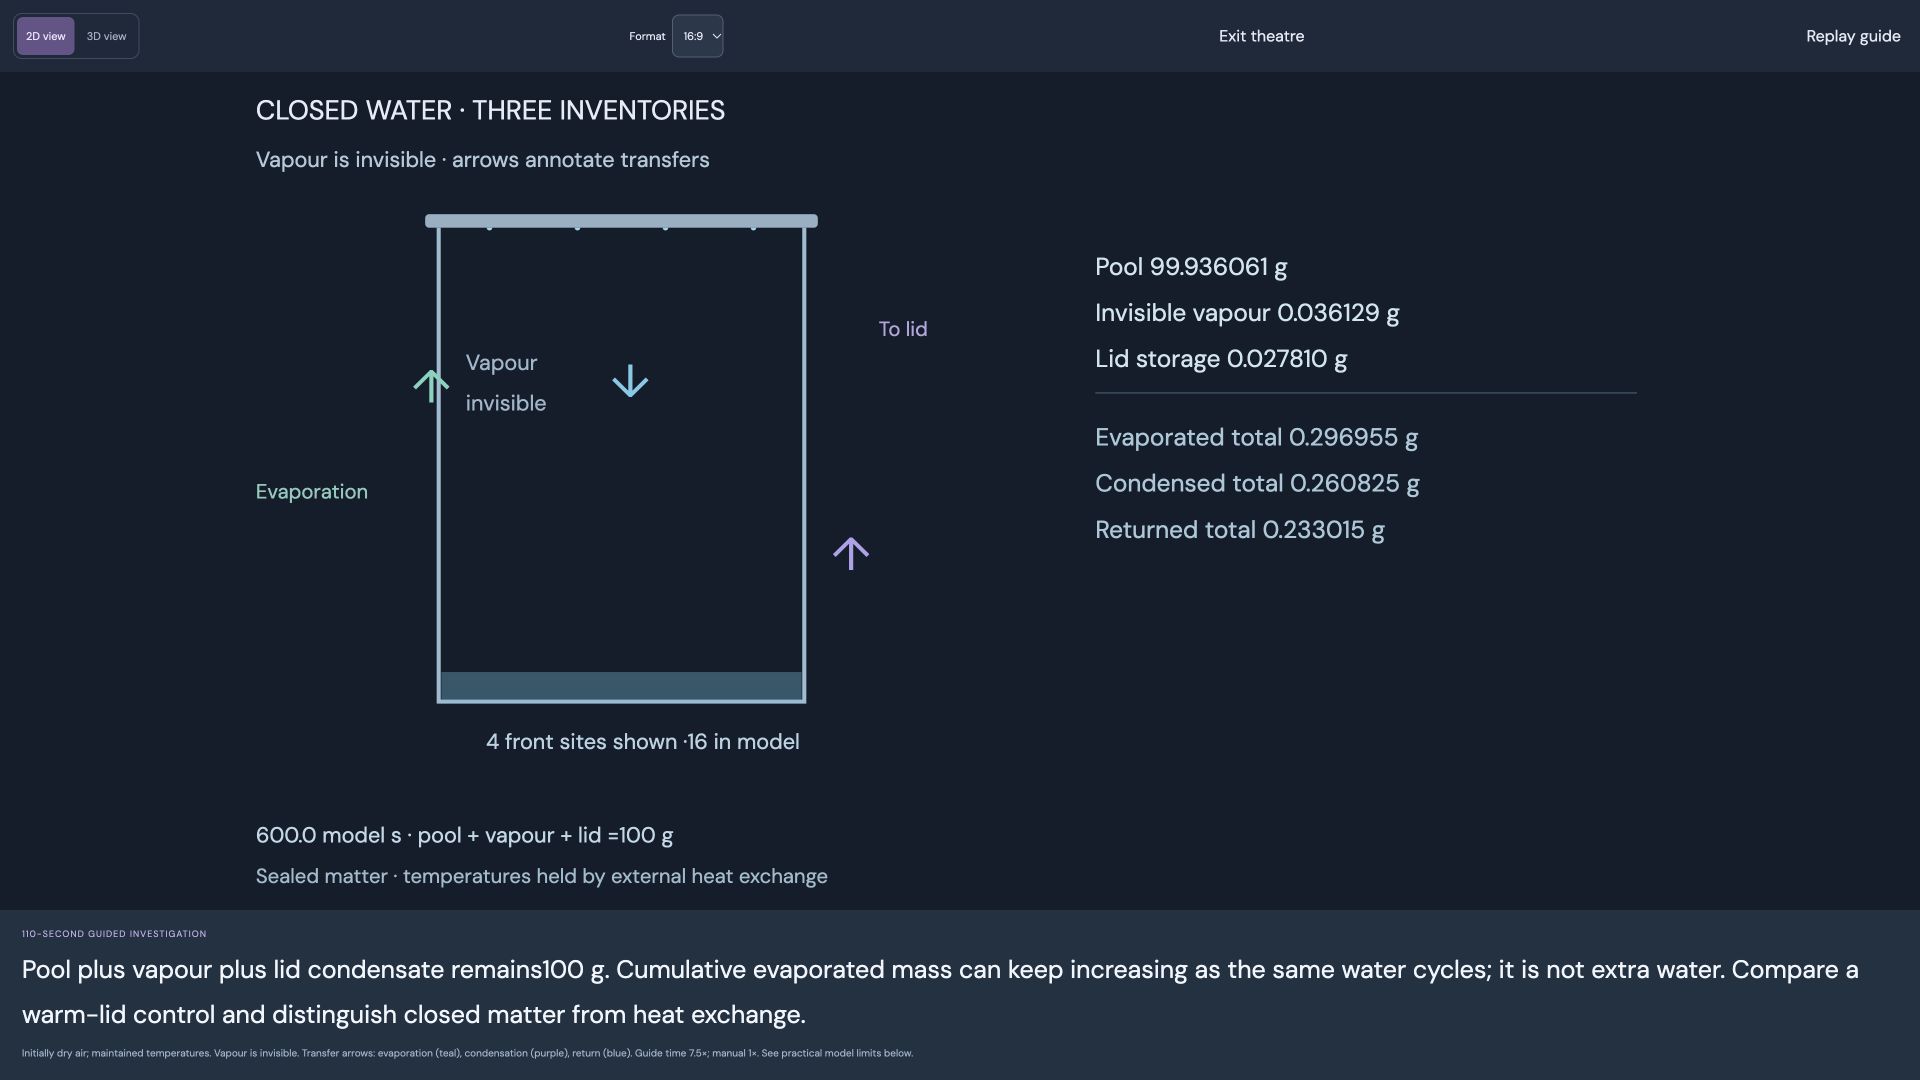 2D view
3D view
Format
16:9
Exit theatre
Replay guide
CLOSED WATER · THREE INVENTORIES
Vapour is invisible · arrows annotate transfers
Pool 99.936061 g
Invisible vapour 0.036129 g
To lid
Lid storage 0.027810 g
Vapour
invisible
Evaporated total 0.296955 g
Condensed total 0.260825 g
Evaporation
Returned total 0.233015 g
4 front sites shown ·16 in model
600.0 model s · pool + vapour + lid =100 g
Sealed matter · temperatures held by external heat exchange
110-SECOND GUIDED INVESTIGATION
Pool plus vapour plus lid condensate remains100 g. Cumulative evaporated mass can keep increasing as the same water cycles; it is not extra water. Compare a
warm-lid control and distinguish closed matter from heat exchange.
Initially dry air; maintained temperatures. Vapour is invisible. Transfer arrows: evaporation (teal), condensation (purple), return (blue). Guide time 7.5×; manual 1×. See practical model limits below.